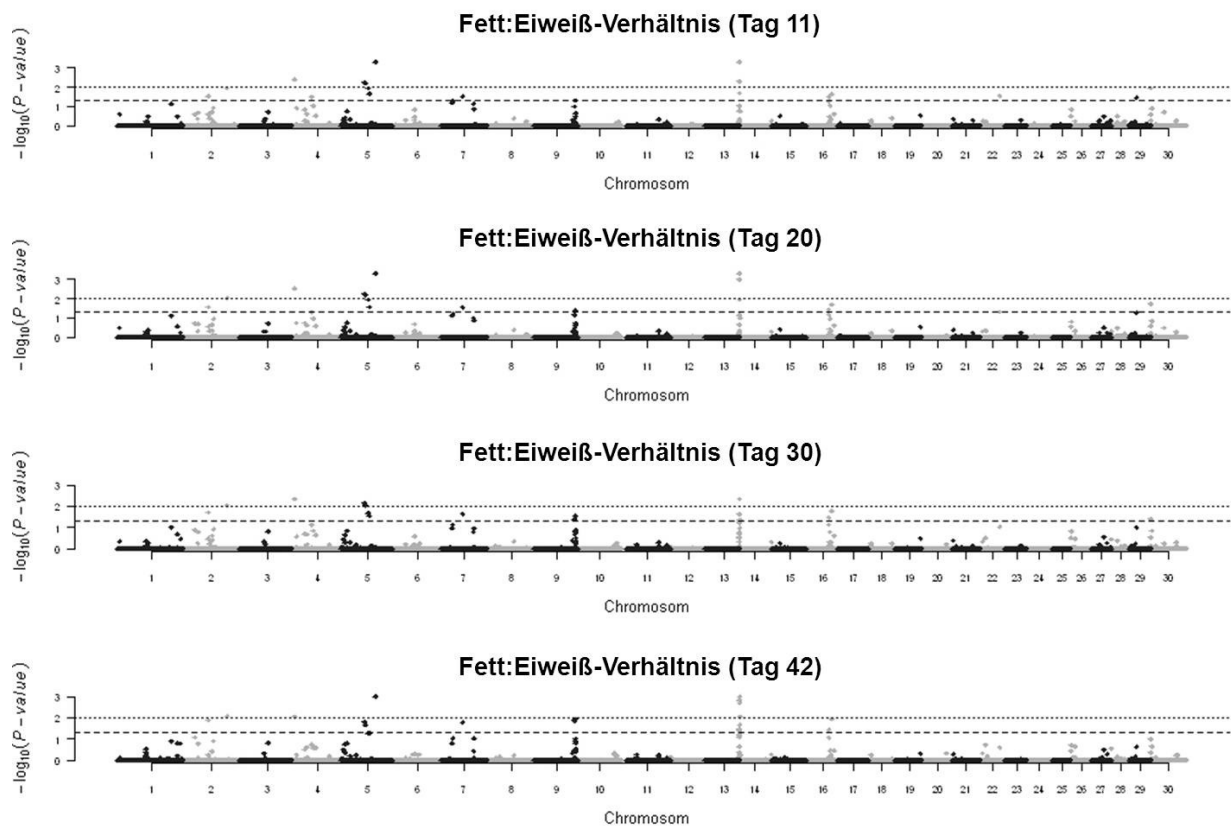 Fett:Eiweiß-Verhältnis (Tag 11)
− log₁₀(P − value)
3
2
1
0
1 2 3 4 5 6 7 8 9 10 11 12 13 14 15 16 17 18 19 20 21 22 23 24 25 26 27 28 29 30
Chromosom
Fett:Eiweiß-Verhältnis (Tag 20)
− log₁₀(P − value)
3
2
1
0
1 2 3 4 5 6 7 8 9 10 11 12 13 14 15 16 17 18 19 20 21 22 23 24 25 26 27 28 29 30
Chromosom
Fett:Eiweiß-Verhältnis (Tag 30)
− log₁₀(P − value)
3
2
1
0
1 2 3 4 5 6 7 8 9 10 11 12 13 14 15 16 17 18 19 20 21 22 23 24 25 26 27 28 29 30
Chromosom
Fett:Eiweiß-Verhältnis (Tag 42)
− log₁₀(P − value)
3
2
1
0
1 2 3 4 5 6 7 8 9 10 11 12 13 14 15 16 17 18 19 20 21 22 23 24 25 26 27 28 29 30
Chromosom